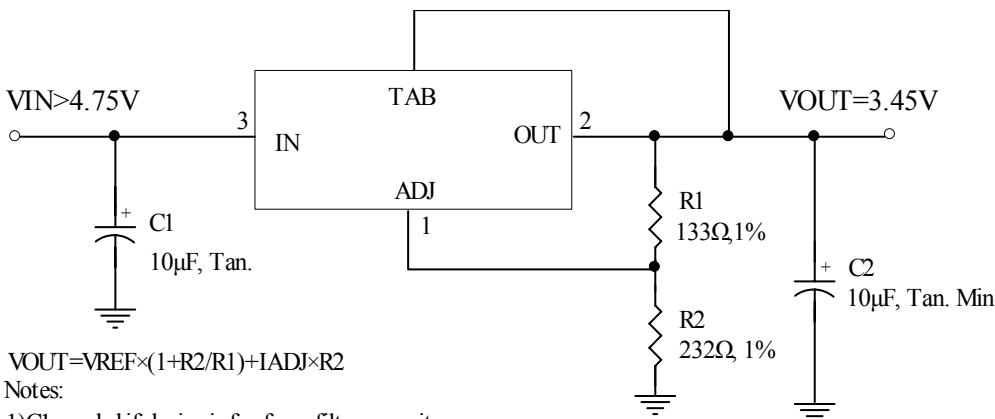 TAB
VIN>4.75V
VOUT=3.45V
3
IN
OUT
2
ADJ
1
R1
133Ω,1%
C1
10μF, Tan.
C2
10μF, Tan. Min
R2
232Ω, 1%
VOUT=VREF×(1+R2/R1)+IADJ×R2
Notes: